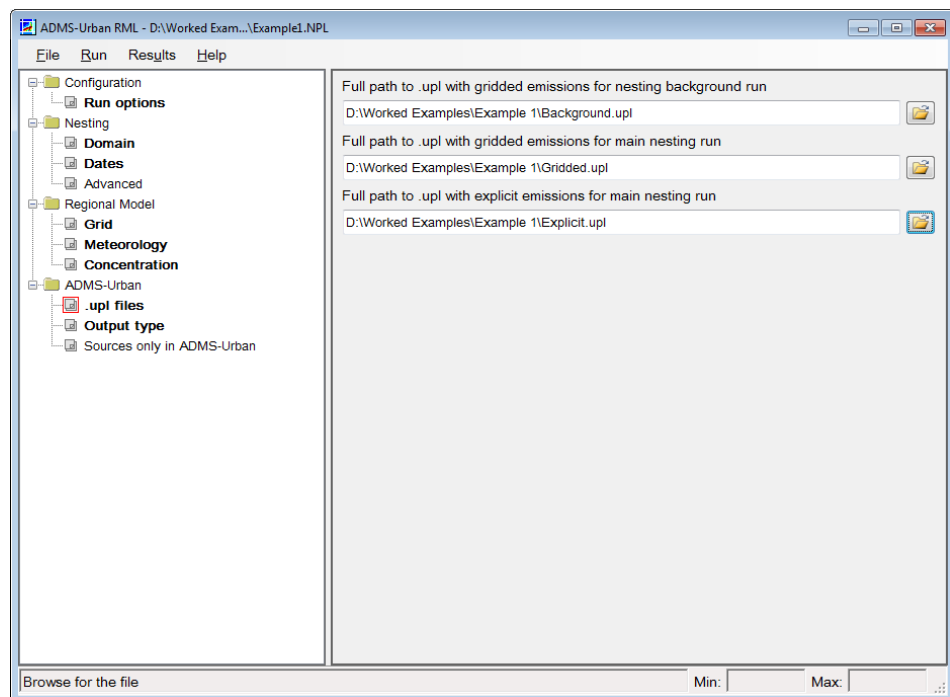 ADMS-Urban RML - D:\Worked Exam...\Example1.NPL
File Run Results Help
Configuration
Run options
Nesting
Domain
Dates
Advanced
Regional Model
Grid
Meteorology
Concentration
ADMS-Urban
.upl files
Output type
Sources only in ADMS-Urban
Full path to .upl with gridded emissions for nesting background run
D:\Worked Examples\Example 1\Background.upl
Full path to .upl with gridded emissions for main nesting run
D:\Worked Examples\Example 1\Gridded.upl
Full path to .upl with explicit emissions for main nesting run
D:\Worked Examples\Example 1\Explicit.upl
Browse for the file Min: Max: